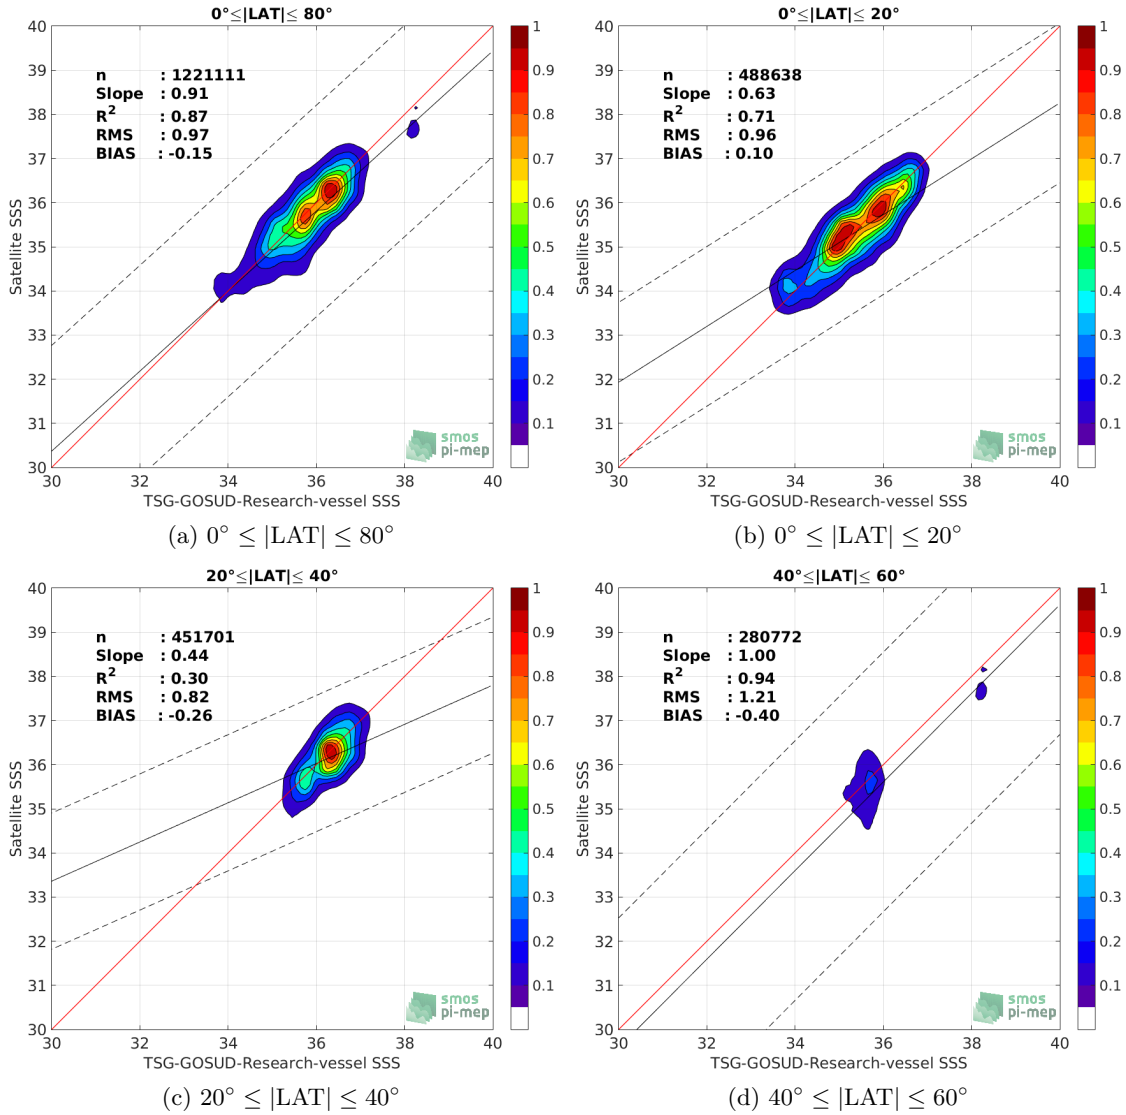 0°≤|LAT|≤ 80°
n : 1221111
Slope : 0.91
R² : 0.87
RMS : 0.97
BIAS : -0.15
Satellite SSS
40
39
38
37
36
35
34
33
32
31
30
30
32
34
36
38
40
TSG-GOSUD-Research-vessel SSS
1
0.9
0.8
0.7
0.6
0.5
0.4
0.3
0.2
0.1
smos
pi-mep
(a) 0° ≤ |LAT| ≤ 80°
0°≤|LAT|≤ 20°
n : 488638
Slope : 0.63
R² : 0.71
RMS : 0.96
BIAS : 0.10
Satellite SSS
40
39
38
37
36
35
34
33
32
31
30
30
32
34
36
38
40
TSG-GOSUD-Research-vessel SSS
1
0.9
0.8
0.7
0.6
0.5
0.4
0.3
0.2
0.1
smos
pi-mep
(b) 0° ≤ |LAT| ≤ 20°
20°≤|LAT|≤ 40°
n : 451701
Slope : 0.44
R² : 0.30
RMS : 0.82
BIAS : -0.26
Satellite SSS
40
39
38
37
36
35
34
33
32
31
30
30
32
34
36
38
40
TSG-GOSUD-Research-vessel SSS
1
0.9
0.8
0.7
0.6
0.5
0.4
0.3
0.2
0.1
smos
pi-mep
(c) 20° ≤ |LAT| ≤ 40°
40°≤|LAT|≤ 60°
n : 280772
Slope : 1.00
R² : 0.94
RMS : 1.21
BIAS : -0.40
Satellite SSS
40
39
38
37
36
35
34
33
32
31
30
30
32
34
36
38
40
TSG-GOSUD-Research-vessel SSS
1
0.9
0.8
0.7
0.6
0.5
0.4
0.3
0.2
0.1
smos
pi-mep
(d) 40° ≤ |LAT| ≤ 60°